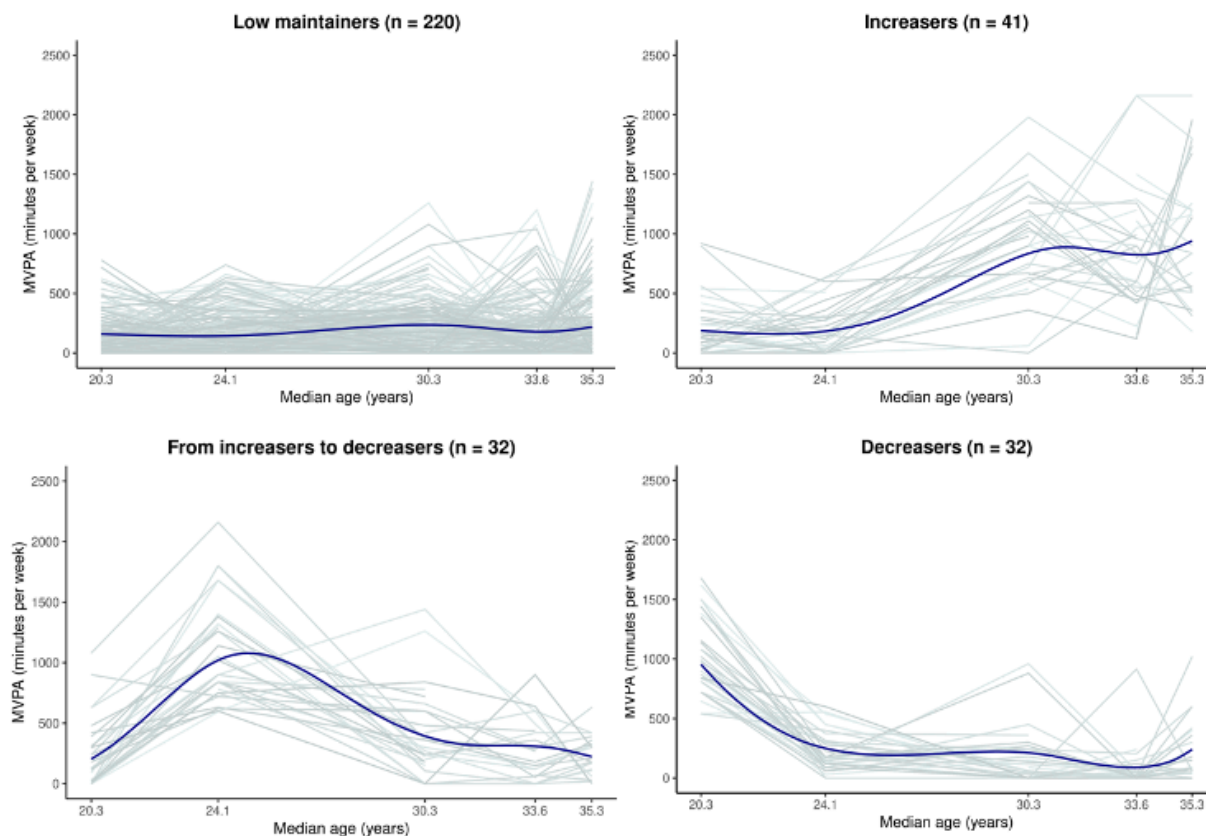 Low maintainers (n = 220)
2500
2000
1500
1000
500
0
MVPA (minutes per week)
20.3 24.1 30.3 33.6 35.3
Median age (years)
Increasers (n = 41)
2500
2000
1500
1000
500
0
MVPA (minutes per week)
20.3 24.1 30.3 33.6 35.3
Median age (years)
From increasers to decreasers (n = 32)
2500
2000
1500
1000
500
0
MVPA (minutes per week)
20.3 24.1 30.3 33.6 35.3
Median age (years)
Decreasers (n = 32)
2500
2000
1500
1000
500
0
MVPA (minutes per week)
20.3 24.1 30.3 33.6 35.3
Median age (years)